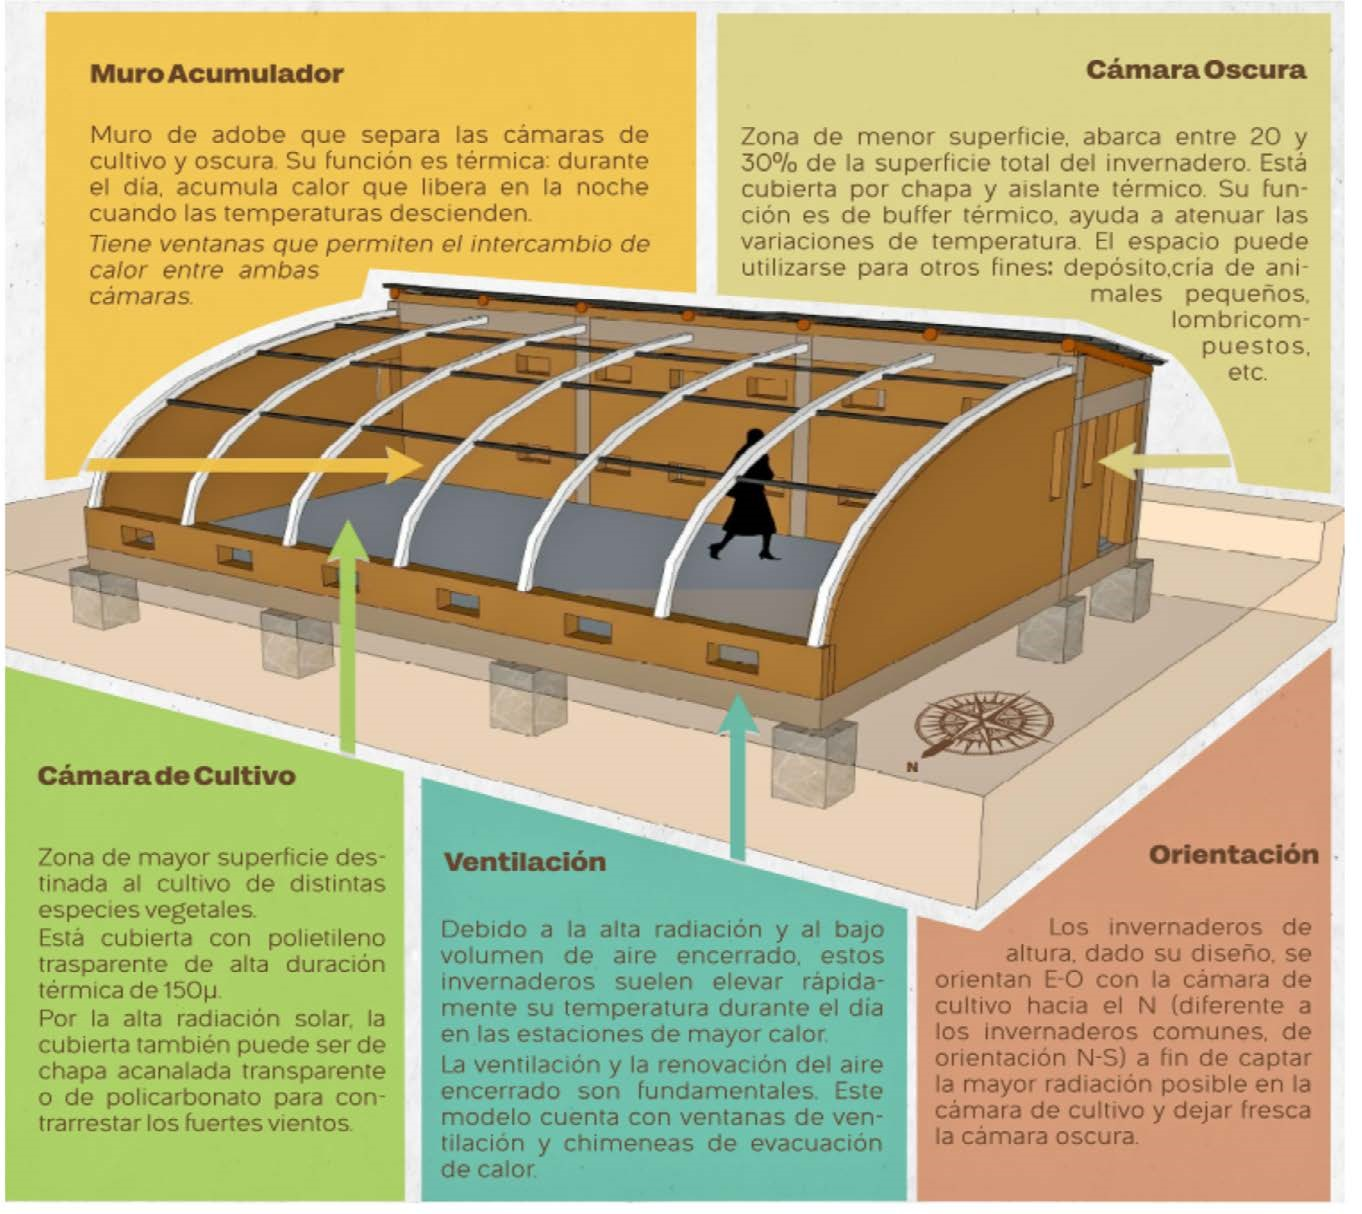 Muro Acumulador
Muro de adobe que separa las cámaras de
cultivo y oscura. Su función es térmica: durante
el día, acumula calor que libera en la noche
cuando las temperaturas descienden.
Tiene ventanas que permiten el intercambio de
calor entre ambas
cámaras.
Cámara Oscura
Zona de menor superficie, abarca entre 20 y
30% de la superficie total del invernadero. Está
cubierta por chapa y aislante térmico. Su fun-
ción es de buffer térmico, ayuda a atenuar las
variaciones de temperatura. El espacio puede
utilizarse para otros fines: depósito,cría de ani-
males pequeños,
lombricom-
puestos,
etc.
N
Cámara de Cultivo
Zona de mayor superficie des-
tinada al cultivo de distintas
especies vegetales.
Está cubierta con polietileno
trasparente de alta duración
térmica de 150µ.
Por la alta radiación solar, la
cubierta también puede ser de
chapa acanalada transparente
o de policarbonato para con-
trarrestar los fuertes vientos.
Ventilación
Debido a la alta radiación y al bajo
volumen de aire encerrado, estos
invernaderos suelen elevar rápida-
mente su temperatura durante el día
en las estaciones de mayor calor.
La ventilación y la renovación del aire
encerrado son fundamentales. Este
modelo cuenta con ventanas de ven-
tilación y chimeneas de evacuación
de calor.
Orientación
Los invernaderos de
altura, dado su diseño, se
orientan E-O con la cámara de
cultivo hacia el N (diferente a
los invernaderos comunes, de
orientación N-S) a fin de captar
la mayor radiación posible en la
cámara de cultivo y dejar fresca
la cámara oscura.